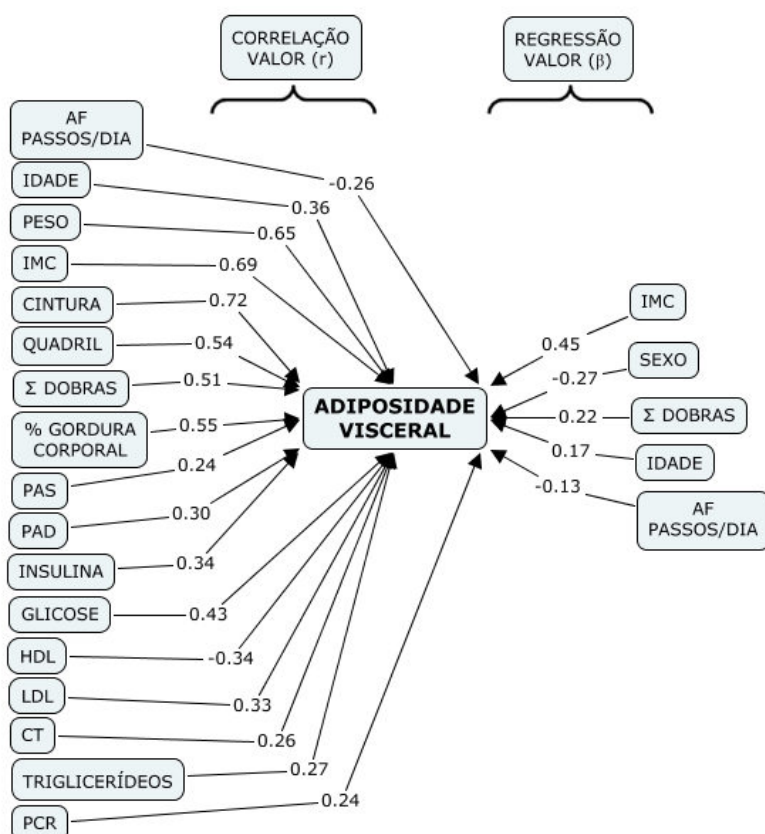 CORRELAÇÃO
VALOR (r)
REGRESSÃO
VALOR (β)
AF
PASSOS/DIA
-0.26
IDADE
0.36
PESO
0.65
IMC
0.69
CINTURA
0.72
QUADRIL
0.54
Σ DOBRAS
0.51
% GORDURA
CORPORAL
0.55
PAS
0.24
PAD
0.30
INSULINA
0.34
GLICOSE
0.43
HDL
-0.34
LDL
0.33
CT
0.26
TRIGLICERÍDEOS
0.27
PCR
0.24
ADIPOSIDADE
VISCERAL
IMC
0.45
SEXO
-0.27
Σ DOBRAS
0.22
IDADE
0.17
AF
PASSOS/DIA
-0.13